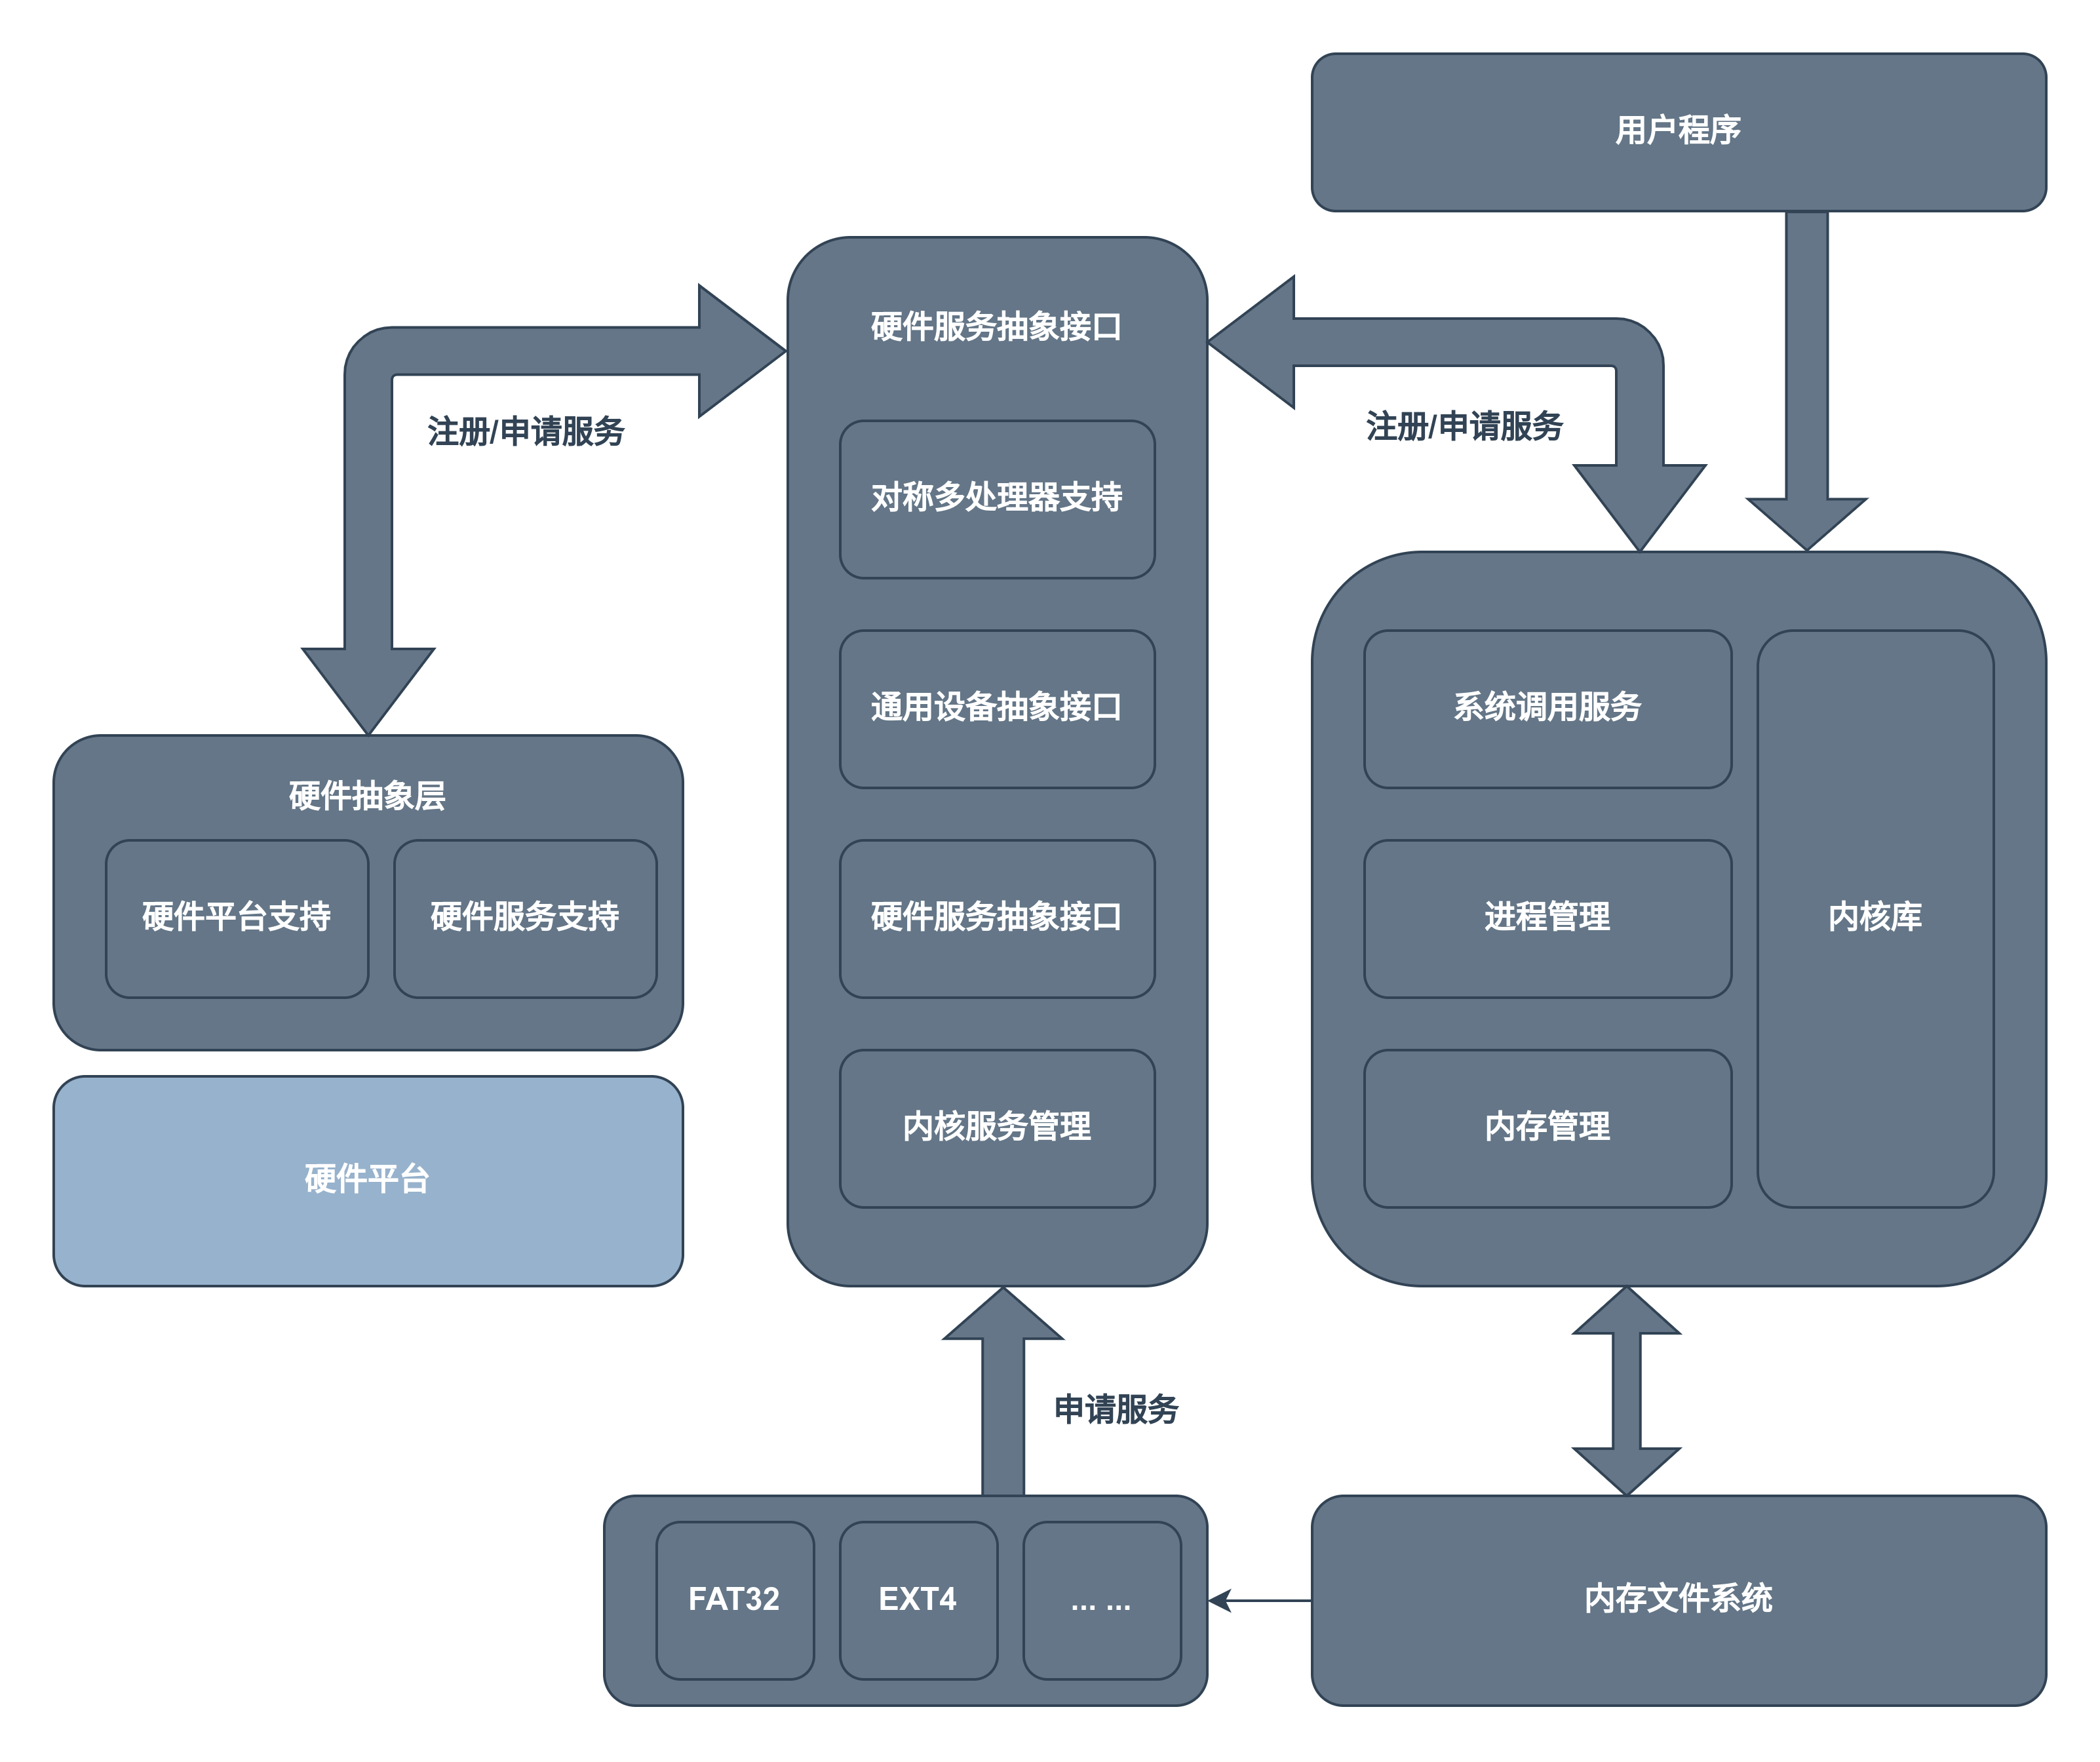 用户程序
硬件服务抽象接口
注册/申请服务
注册/申请服务
对称多处理器支持
通用设备抽象接口
系统调用服务
硬件抽象层
硬件平台支持
硬件服务支持
硬件服务抽象接口
进程管理
内核库
内核服务管理
内存管理
硬件平台
申请服务
FAT32
EXT4
... ...
内存文件系统